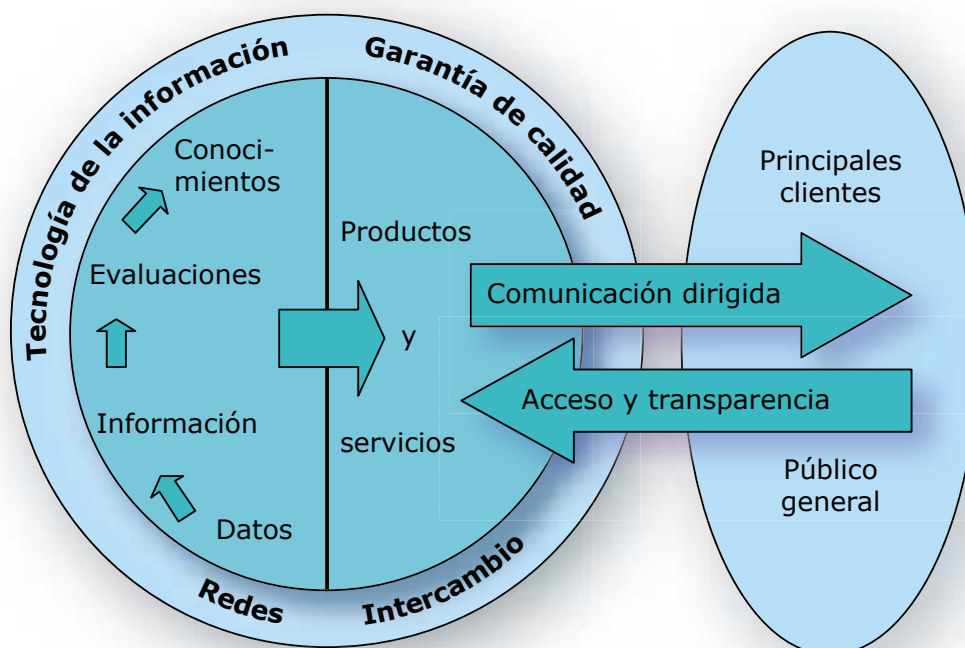 Tecnología de la información
Garantía de calidad
Conoci-
mientos
Evaluaciones
Información
Datos
Redes
Intercambio
Productos
y
servicios
Comunicación dirigida
Acceso y transparencia
Principales
clientes
Público
general